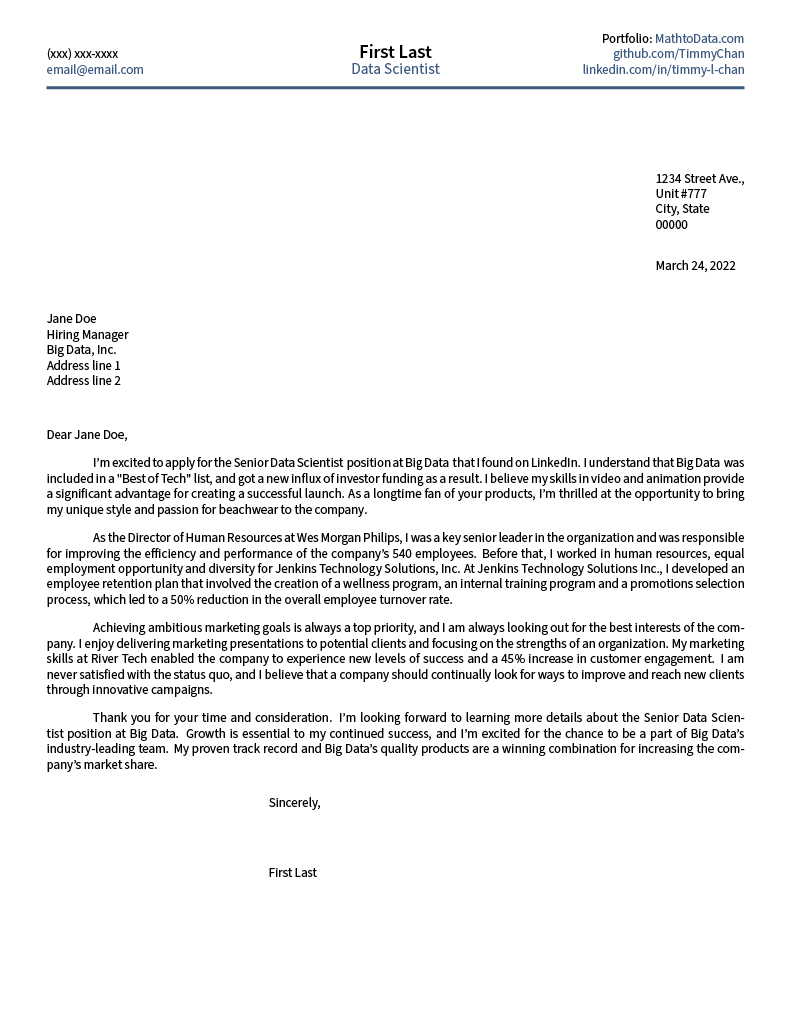 (xxx) xxx-xxxx
email@email.com
First Last
Data Scientist
Portfolio: MathtoData.com
github.com/TimmyChan
linkedin.com/in/timmy-l-chan
1234 Street Ave.,
Unit #777
City, State
00000
March 24, 2022
Jane Doe
Hiring Manager
Big Data, Inc.
Address line 1
Address line 2
Dear Jane Doe,
I'm excited to apply for the Senior Data Scientist position at Big Data that I found on LinkedIn. I understand that Big Data was
included in a "Best of Tech" list, and got a new influx of investor funding as a result. I believe my skills in video and animation provide
a significant advantage for creating a successful launch. As a longtime fan of your products, I'm thrilled at the opportunity to bring
my unique style and passion for beachwear to the company.
As the Director of Human Resources at Wes Morgan Philips, I was a key senior leader in the organization and was responsible
for improving the efficiency and performance of the company's 540 employees. Before that, I worked in human resources, equal
employment opportunity and diversity for Jenkins Technology Solutions, Inc. At Jenkins Technology Solutions Inc., I developed an
employee retention plan that involved the creation of a wellness program, an internal training program and a promotions selection
process, which led to a 50% reduction in the overall employee turnover rate.
Achieving ambitious marketing goals is always a top priority, and I am always looking out for the best interests of the com-
pany. I enjoy delivering marketing presentations to potential clients and focusing on the strengths of an organization. My marketing
skills at River Tech enabled the company to experience new levels of success and a 45% increase in customer engagement. I am
never satisfied with the status quo, and I believe that a company should continually look for ways to improve and reach new clients
through innovative campaigns.
Thank you for your time and consideration. I'm looking forward to learning more details about the Senior Data Scien-
tist position at Big Data. Growth is essential to my continued success, and I'm excited for the chance to be a part of Big Data's
industry-leading team. My proven track record and Big Data's quality products are a winning combination for increasing the com-
pany's market share.
Sincerely,
First Last